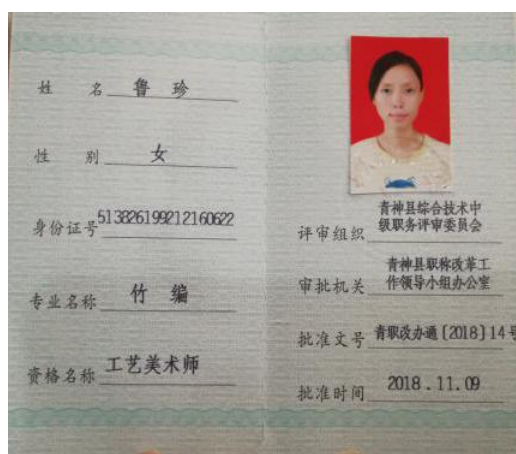 姓 名 鲁 珍
性 别 女
身份证号 513826199212160622
专业名称 竹 编
资格名称 工艺美术师
评审组织 青神县综合技术中
级职务评审委员会
审批机关 青神县职称改革工
作领导小组办公室
批准文号 青职改办通〔2018〕14号
批准时间 2018.11.09